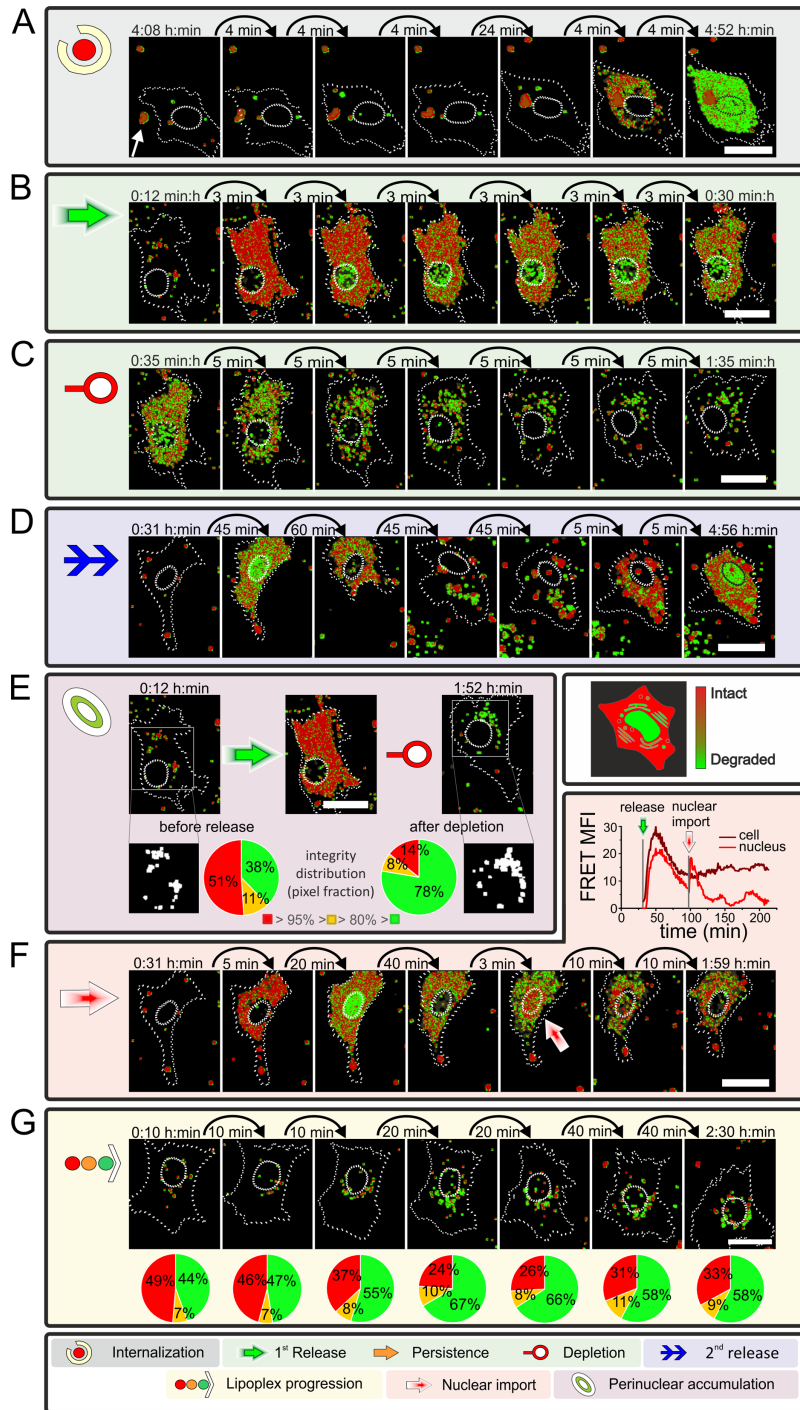 A
4:08 h:min 4 min 4 min 4 min 24 min 4 min 4 min 4:52 h:min
B
0:12 min:h 3 min 3 min 3 min 3 min 3 min 3 min 0:30 min:h
C
0:35 min:h 5 min 5 min 5 min 5 min 5 min 5 min 1:35 min:h
D
0:31 h:min 45 min 60 min 45 min 45 min 5 min 5 min 4:56 h:min
E
0:12 h:min 1:52 h:min
before release after depletion
51% 38% 11%
integrity
distribution
(pixel fraction)
14% 8% 78%
> 95% > > 80% >
Intact
Degraded
release nuclear
import
cell
nucleus
FRET MFI
30
20
10
0
0 50 100 150 200
time (min)
F
0:31 h:min 5 min 20 min 40 min 3 min 10 min 10 min 1:59 h:min
G
0:10 h:min 10 min 10 min 20 min 20 min 40 min 40 min 2:30 h:min
49% 44% 7% 46% 47% 7% 37% 55% 8% 24% 67% 10% 26% 66% 8% 31% 58% 11% 33% 58% 9%
Internalization 1st Release Persistence Depletion 2nd release
Lipoplex progression Nuclear import Perinuclear accumulation